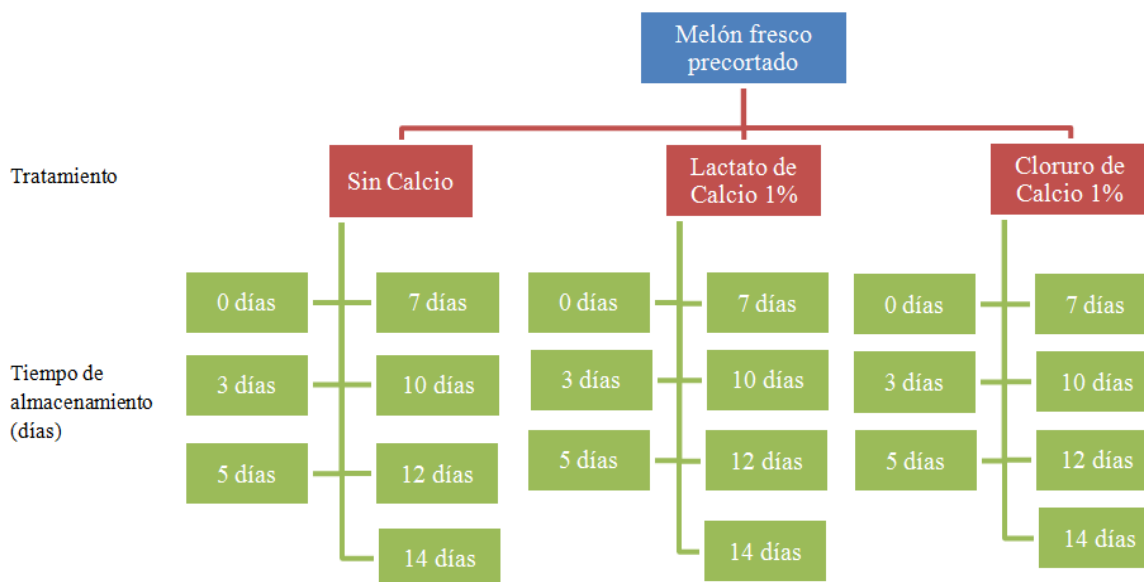 Melón fresco
precortado
Tratamiento
Sin Calcio
Lactato de
Calcio 1%
Cloruro de
Calcio 1%
Tiempo de
almacenamiento
(días)
0 días
7 días
3 días
10 días
5 días
12 días
14 días
0 días
7 días
3 días
10 días
5 días
12 días
14 días
0 días
7 días
3 días
10 días
5 días
12 días
14 días